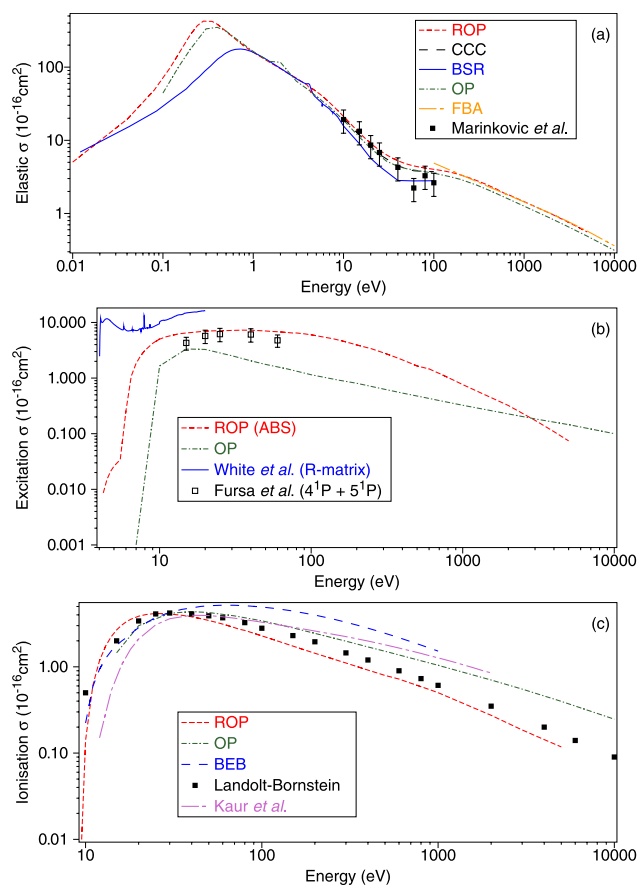 (a)
ROP
CCC
BSR
OP
FBA
Marinkovic et al.
Elastic σ (10⁻¹⁶cm²)
100
10
1
0.01 0.1 1 10 100 1000 10000
Energy (eV)
(b)
ROP (ABS)
OP
White et al. (R-matrix)
Fursa et al. (4¹P + 5¹P)
Excitation σ (10⁻¹⁶cm²)
10.000
1.000
0.100
0.010
0.001
10 100 1000 10000
Energy (eV)
(c)
ROP
OP
BEB
Landolt-Bornstein
Kaur et al.
Ionisation σ (10⁻¹⁶cm²)
1.00
0.10
0.01
10 100 1000 10000
Energy (eV)